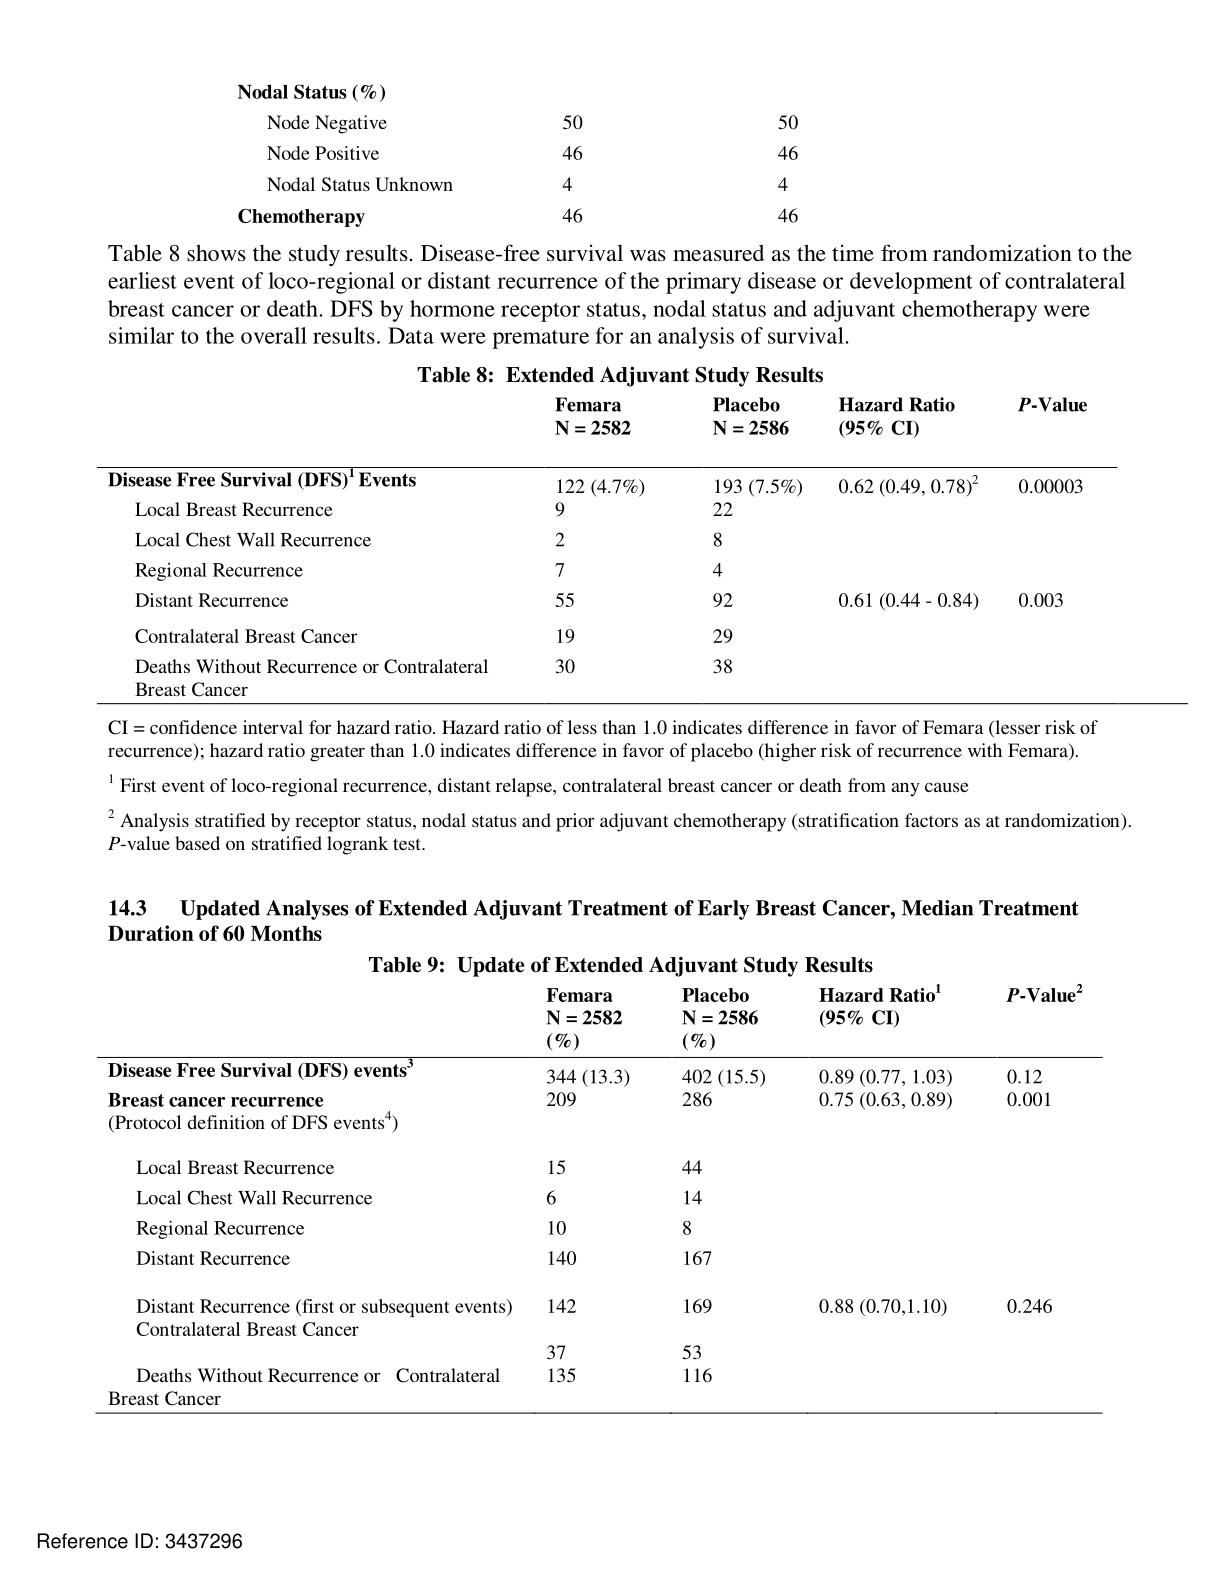 Nodal Status (%)
Node Negative 50 50
Node Positive 46 46
Nodal Status Unknown 4 4
Chemotherapy 46 46
Table 8 shows the study results. Disease-free survival was measured as the time from randomization to the
earliest event of loco-regional or distant recurrence of the primary disease or development of contralateral
breast cancer or death. DFS by hormone receptor status, nodal status and adjuvant chemotherapy were
similar to the overall results. Data were premature for an analysis of survival.
Table 8: Extended Adjuvant Study Results
Femara Placebo Hazard Ratio P-Value
N = 2582 N = 2586 (95% CI)
Disease Free Survival (DFS)1 Events 122 (4.7%) 193 (7.5%) 0.62 (0.49, 0.78)2 0.00003
Local Breast Recurrence 9 22
Local Chest Wall Recurrence 2 8
Regional Recurrence 7 4
Distant Recurrence 55 92 0.61 (0.44 - 0.84) 0.003
Contralateral Breast Cancer 19 29
Deaths Without Recurrence or Contralateral 30 38
Breast Cancer
CI = confidence interval for hazard ratio. Hazard ratio of less than 1.0 indicates difference in favor of Femara (lesser risk of
recurrence); hazard ratio greater than 1.0 indicates difference in favor of placebo (higher risk of recurrence with Femara).
1 First event of loco-regional recurrence, distant relapse, contralateral breast cancer or death from any cause
2 Analysis stratified by receptor status, nodal status and prior adjuvant chemotherapy (stratification factors as at randomization).
P-value based on stratified logrank test.
14.3 Updated Analyses of Extended Adjuvant Treatment of Early Breast Cancer, Median Treatment
Duration of 60 Months
Table 9: Update of Extended Adjuvant Study Results
Femara Placebo Hazard Ratio1 P-Value2
N = 2582 N = 2586 (95% CI)
(%) (%)
Disease Free Survival (DFS) events3 344 (13.3) 402 (15.5) 0.89 (0.77, 1.03) 0.12
Breast cancer recurrence 209 286 0.75 (0.63, 0.89) 0.001
(Protocol definition of DFS events4)
Local Breast Recurrence 15 44
Local Chest Wall Recurrence 6 14
Regional Recurrence 10 8
Distant Recurrence 140 167
Distant Recurrence (first or subsequent events) 142 169 0.88 (0.70,1.10) 0.246
Contralateral Breast Cancer
37 53
Deaths Without Recurrence or Contralateral 135 116
Breast Cancer
Reference ID: 3437296